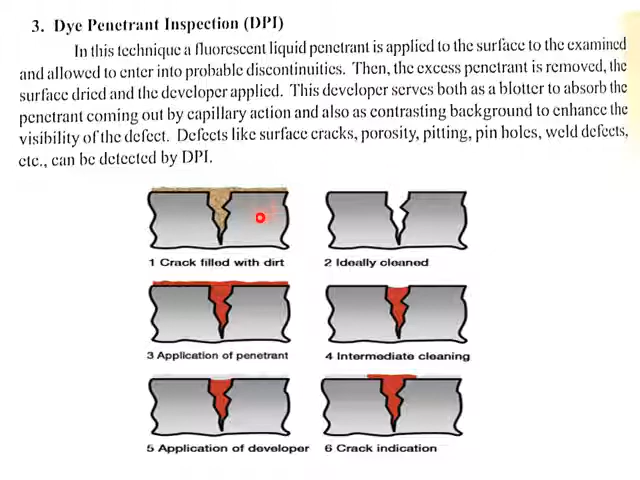 3. Dye Penetrant Inspection (DPI)
In this technique a fluorescent liquid penetrant is applied to the surface to the examined
and allowed to enter into probable discontinuities. Then, the excess penetrant is removed, the
surface dried and the developer applied. This developer serves both as a blotter to absorb the
penetrant coming out by capillary action and also as contrasting background to enhance the
visibility of the defect. Defects like surface cracks, porosity, pitting, pin holes, weld defects,
etc., can be detected by DPI.
1 Crack filled with dirt
2 Ideally cleaned
3 Application of penetrant
4 Intermediate cleaning
5 Application of developer
6 Crack indication